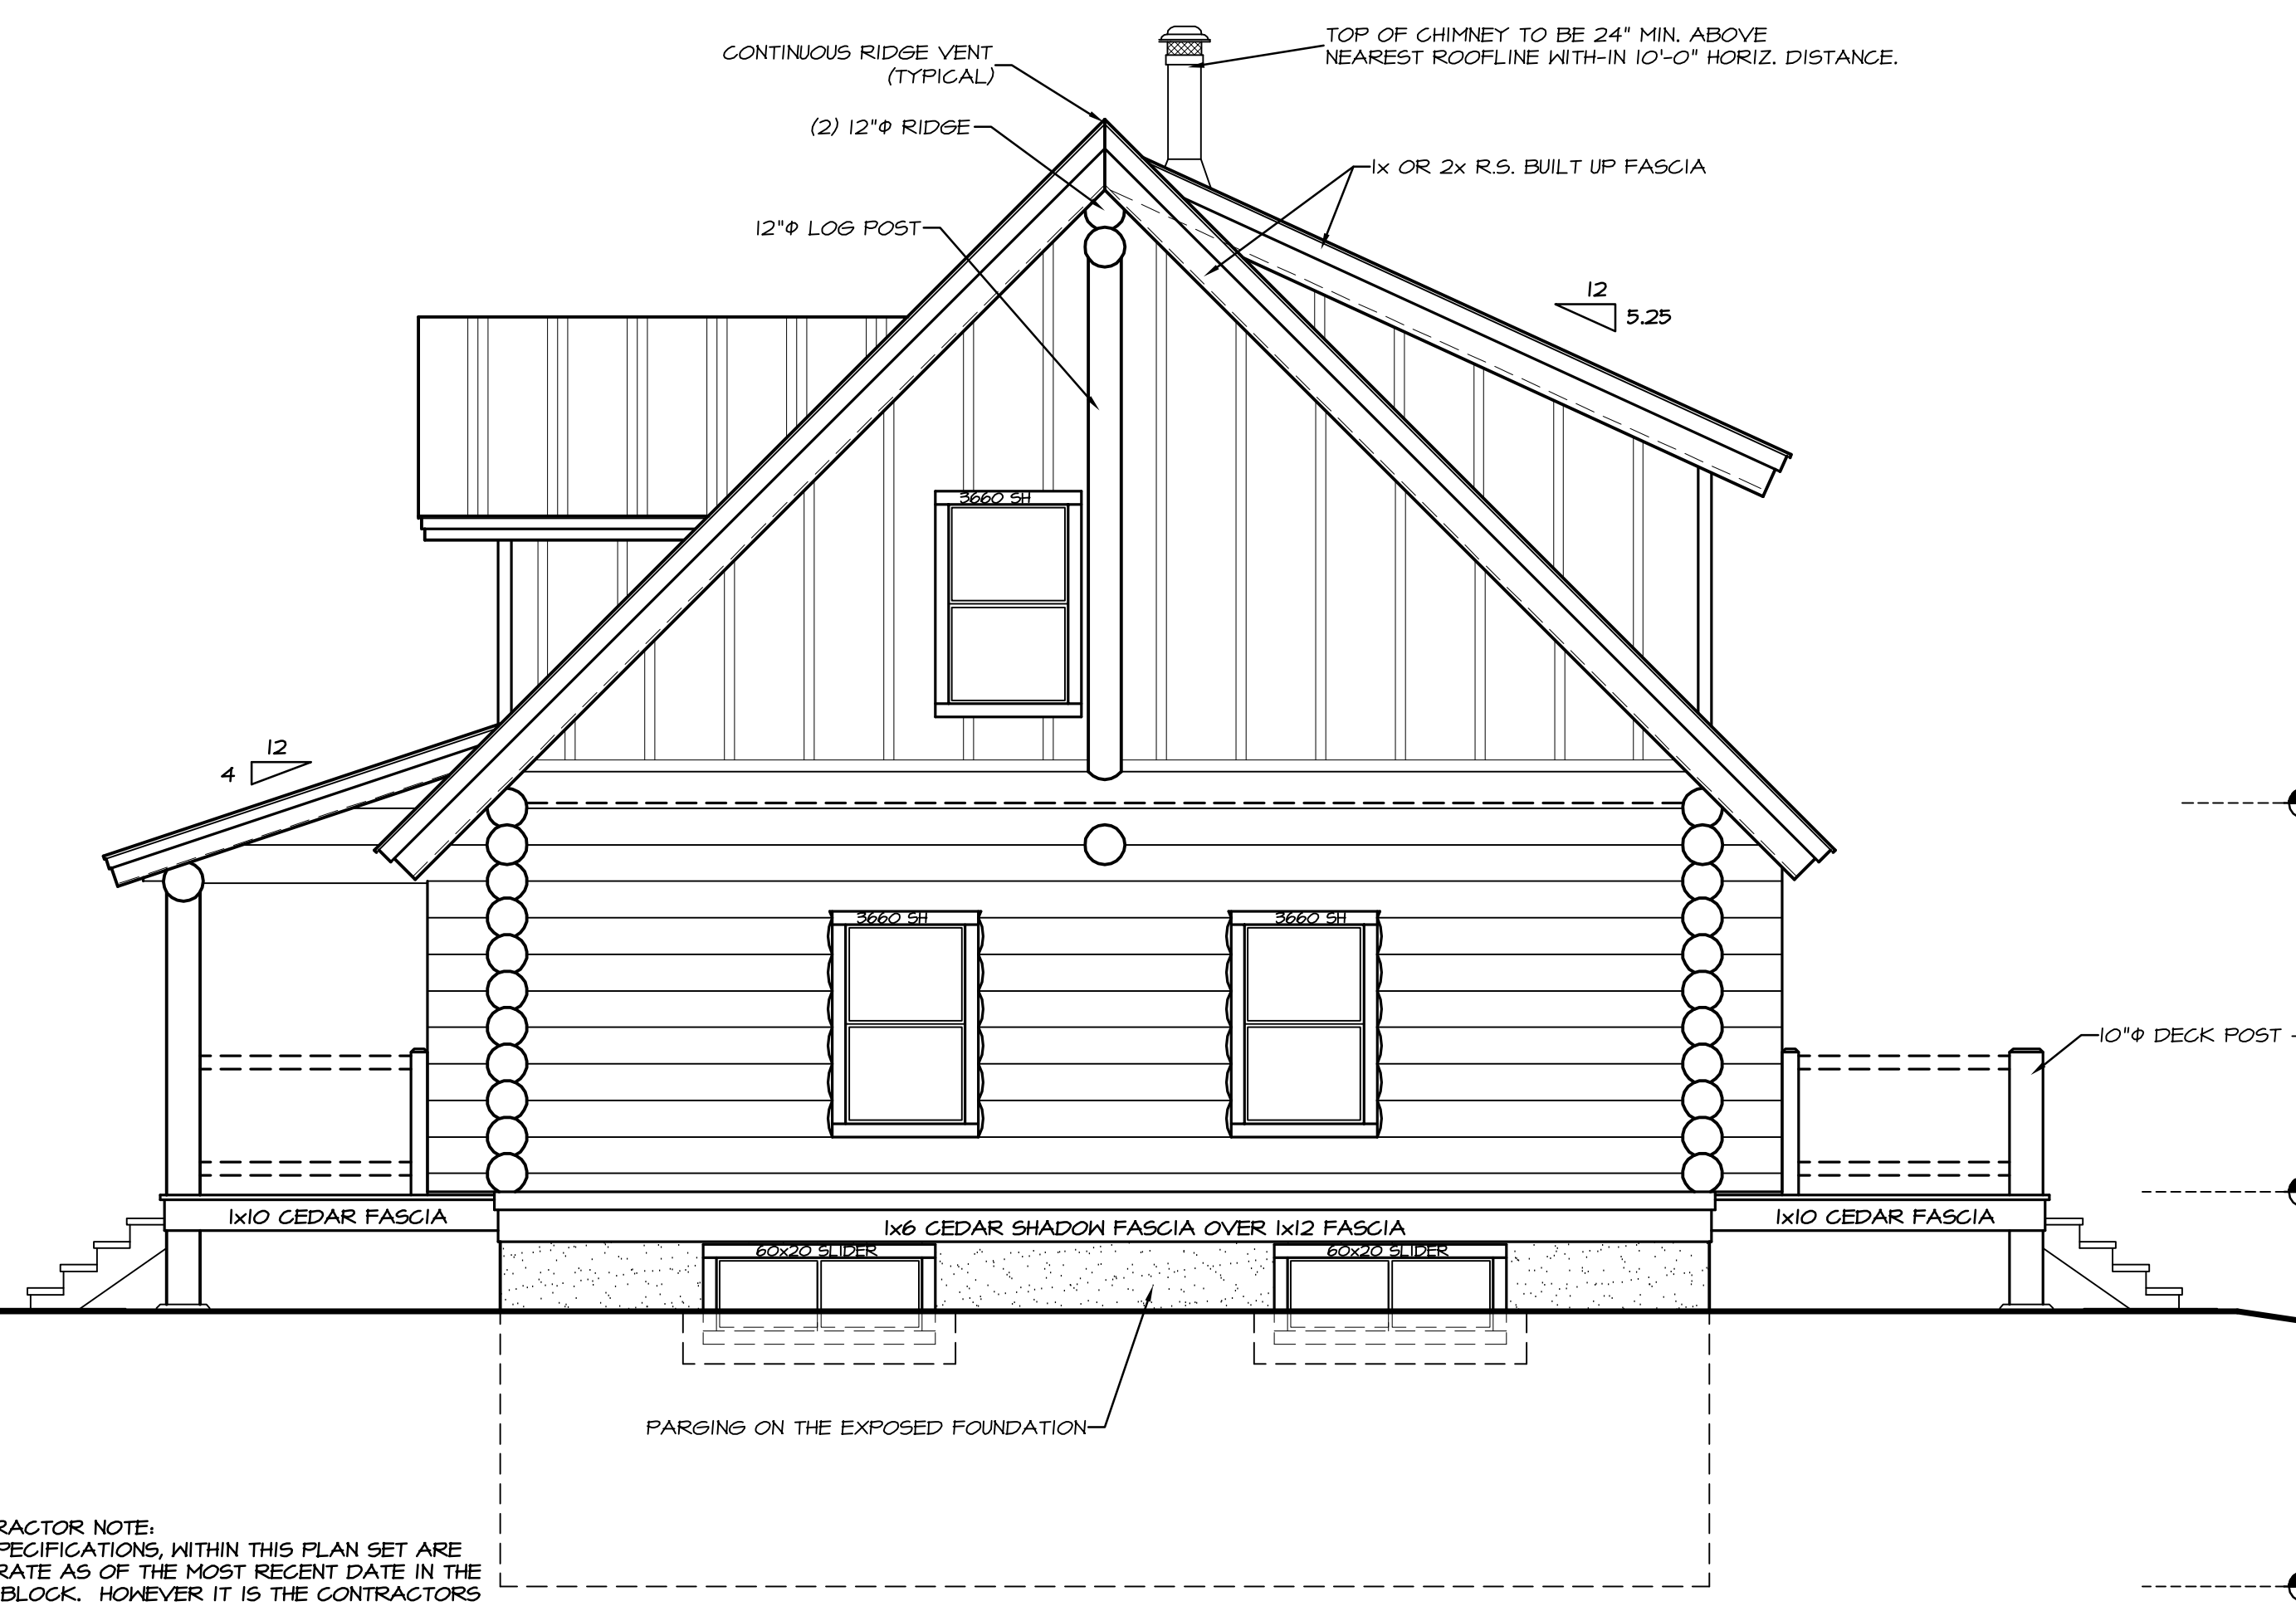 CONTINUOUS RIDGE VENT
(TYPICAL)
TOP OF CHIMNEY TO BE 24" MIN. ABOVE
NEAREST ROOFLINE WITH-IN 10'-0" HORIZ. DISTANCE.
(2) 12"Φ RIDGE
1x OR 2x R.S. BUILT UP FASCIA
12"Φ LOG POST
12
5.25
3660 SH
12
4
3660 SH
3660 SH
10"Φ DECK POST
1x10 CEDAR FASCIA
1x6 CEDAR SHADOW FASCIA OVER 1x12 FASCIA
1x10 CEDAR FASCIA
60x20 SLIDER
60x20 SLIDER
PARGING ON THE EXPOSED FOUNDATION
RACTOR NOTE:
PECIFICATIONS, WITHIN THIS PLAN SET ARE
RATE AS OF THE MOST RECENT DATE IN THE
BLOCK. HOWEVER IT IS THE CONTRACTORS